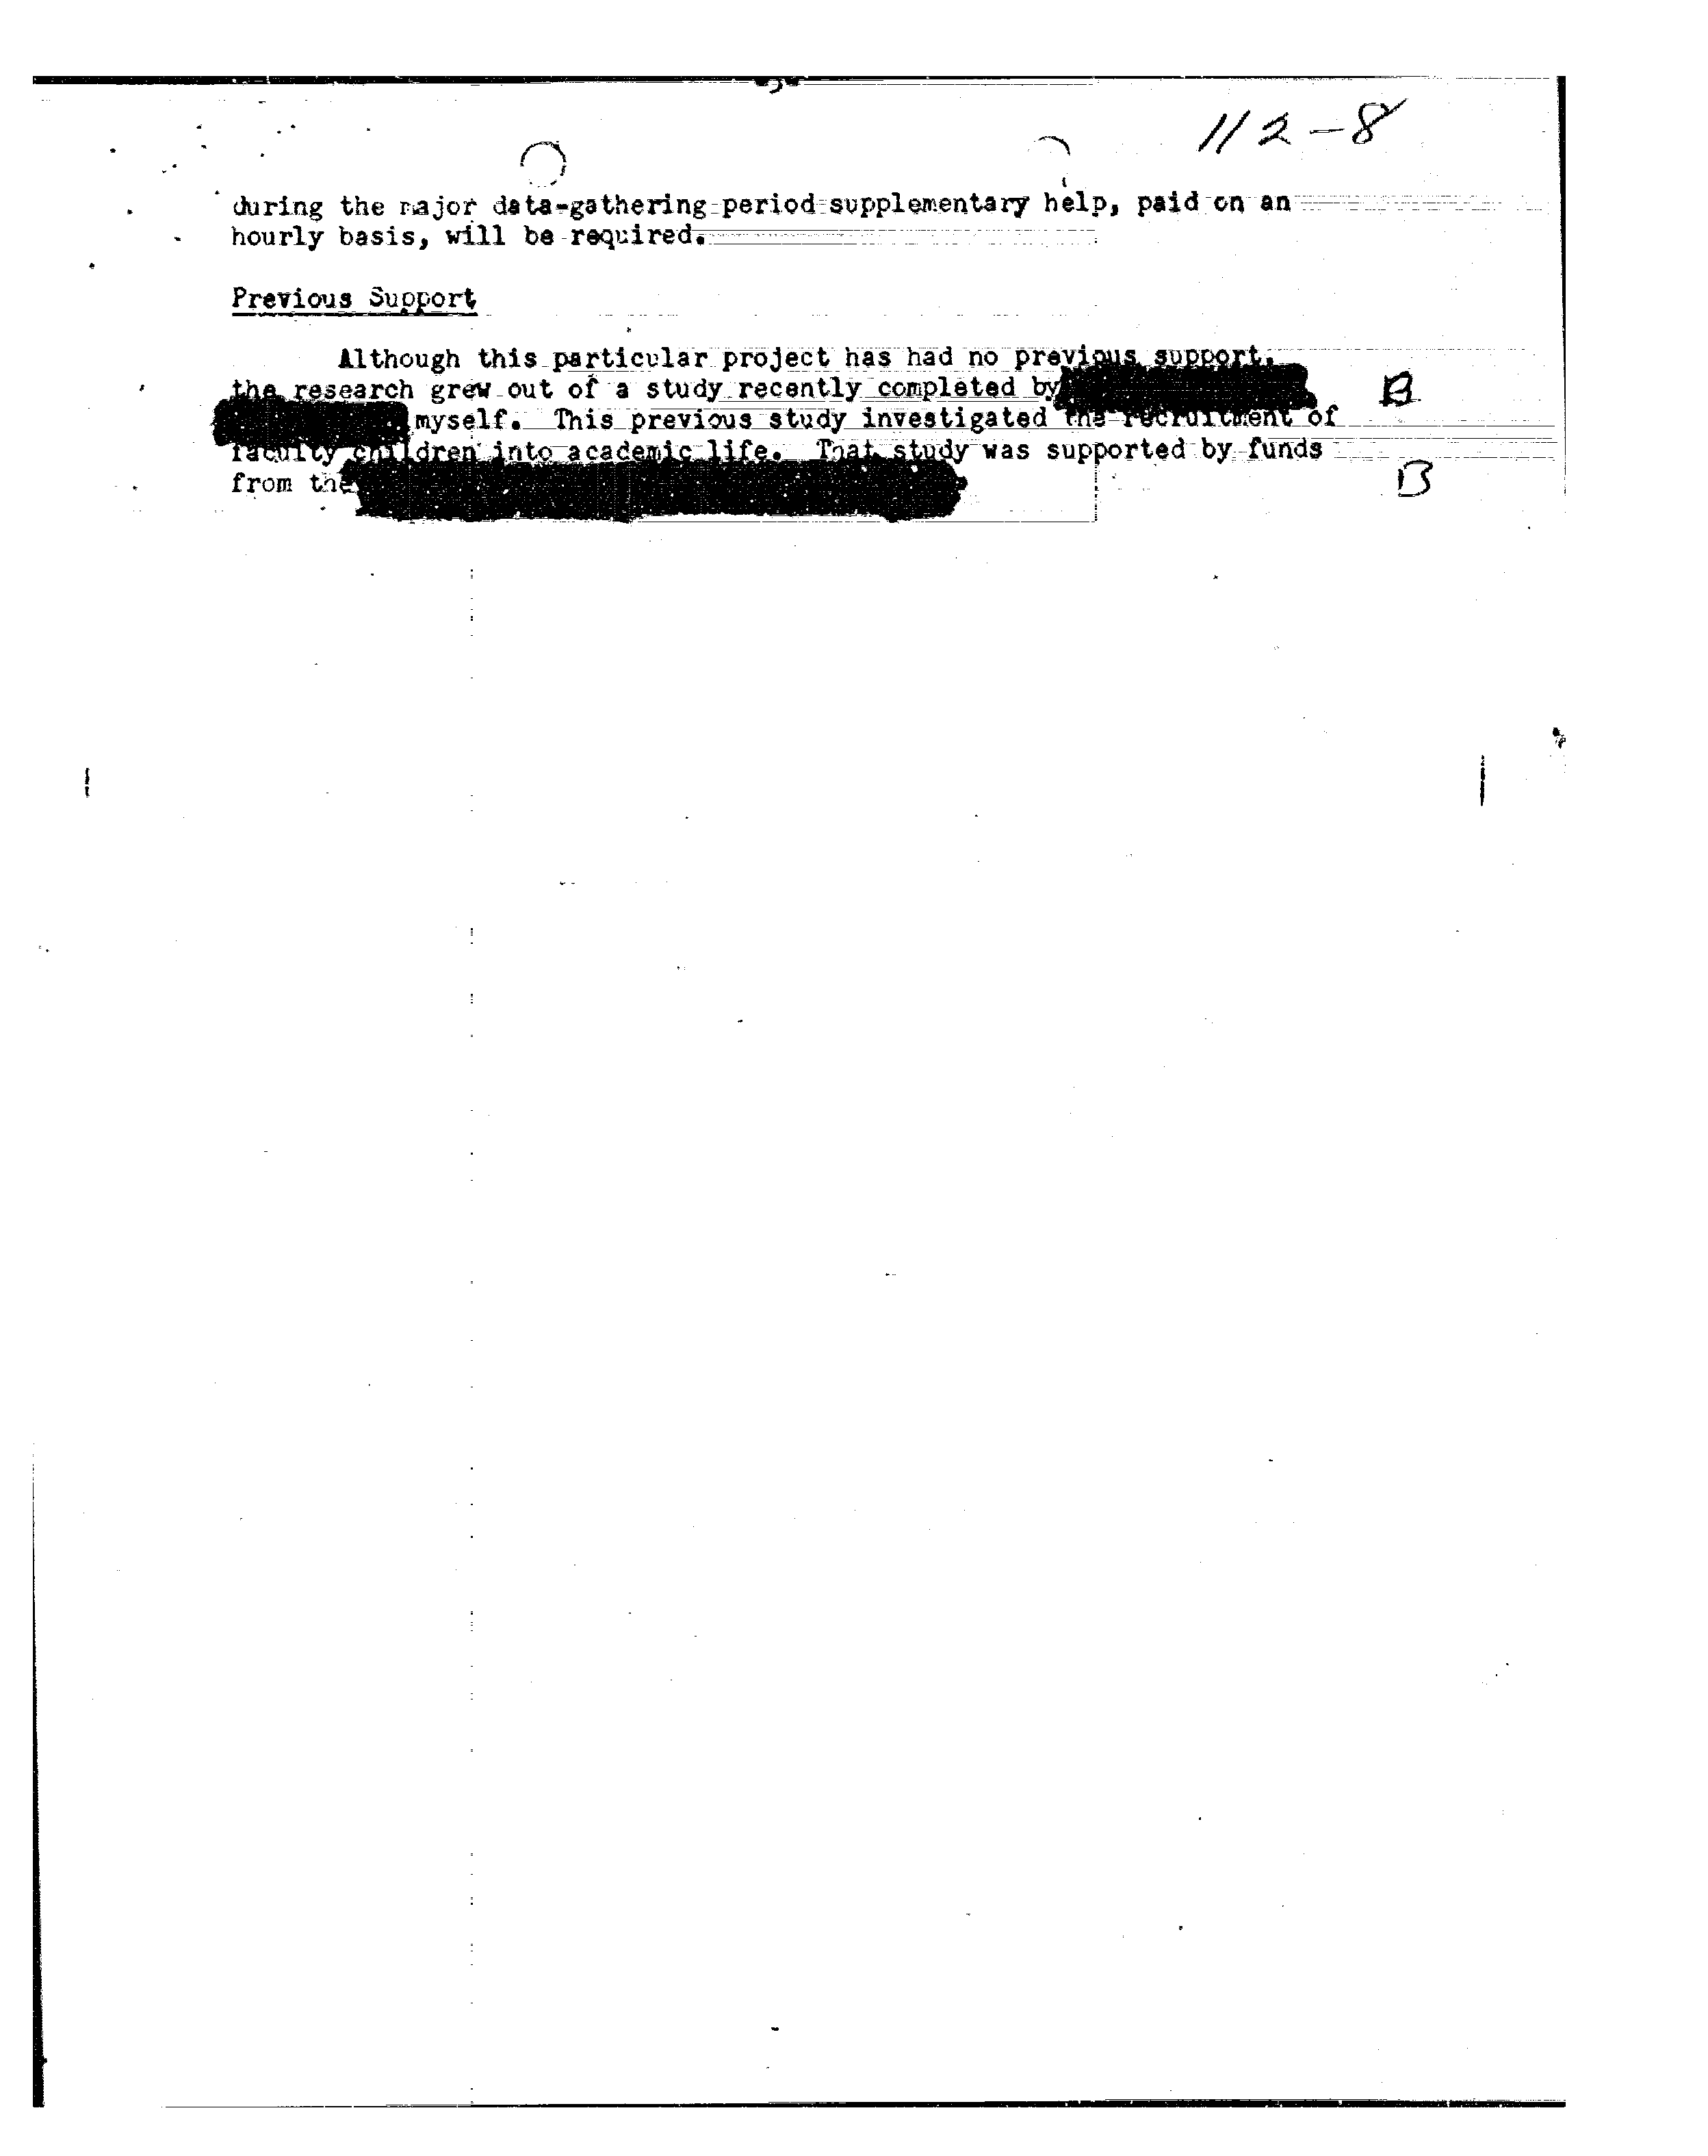 112-8
during the major data-gathering period supplementary help, paid on an
hourly basis, will be required.
Previous Support
Although this particular project has had no previous support,
the research grew out of a study recently completed by
B
myself. This previous study investigated the recruitment of
faculty children into academic life. That study was supported by funds
from the
B